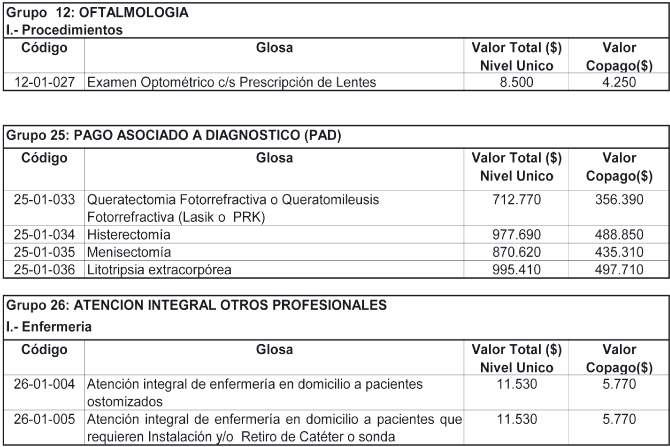 Grupo 12: OFTALMOLOGIA
I.- Procedimientos
Código Glosa Valor Total ($) Valor
Nivel Unico Copago($)
12-01-027 Examen Optométrico c/s Prescripción de Lentes 8.500 4.250
Grupo 25: PAGO ASOCIADO A DIAGNOSTICO (PAD)
Código Glosa Valor Total ($) Valor
Nivel Unico Copago($)
25-01-033 Queratectomia Fotorrefractiva o Queratomileusis 712.770 356.390
Fotorrefractiva (Lasik o PRK)
25-01-034 Histerectomía 977.690 488.850
25-01-035 Menisectomía 870.620 435.310
25-01-036 Litotripsia extracorpórea 995.410 497.710
Grupo 26: ATENCION INTEGRAL OTROS PROFESIONALES
I.- Enfermeria
Código Glosa Valor Total ($) Valor
Nivel Unico Copago($)
26-01-004 Atención integral de enfermería en domicilio a pacientes 11.530 5.770
ostomizados
26-01-005 Atención integral de enfermería en domicilio a pacientes que 11.530 5.770
requieren Instalación y/o Retiro de Catéter o sonda